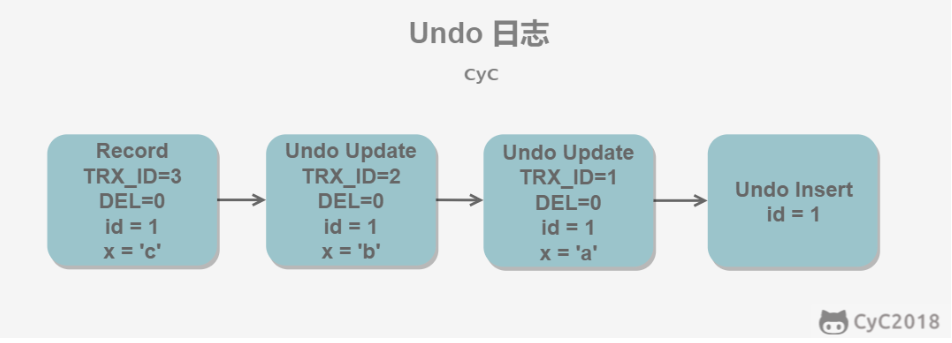 Undo 日志
CyC
Record
TRX_ID=3
DEL=0
id = 1
x = 'c'
Undo Update
TRX_ID=2
DEL=0
id = 1
x = 'b'
Undo Update
TRX_ID=1
DEL=0
id = 1
x = 'a'
Undo Insert
id = 1
CyC2018